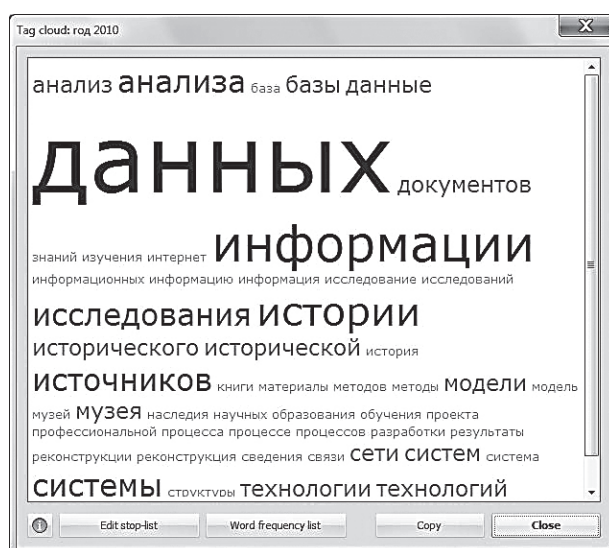 Tag cloud: год 2010
анализ анализа база базы данные
данных документов
знаний изучения интернет информации
информационных информацию информация исследование исследований
исследования истории
исторического исторической история
источников книги материалы методов методы модели модель
музей музея наследия научных образования обучения проекта
профессиональной процесса процессе процессов разработки результаты
реконструкции реконструкция сведения связи сети систем система
системы структуры технологии технологий
Edit stop-list Word frequency list Copy Close